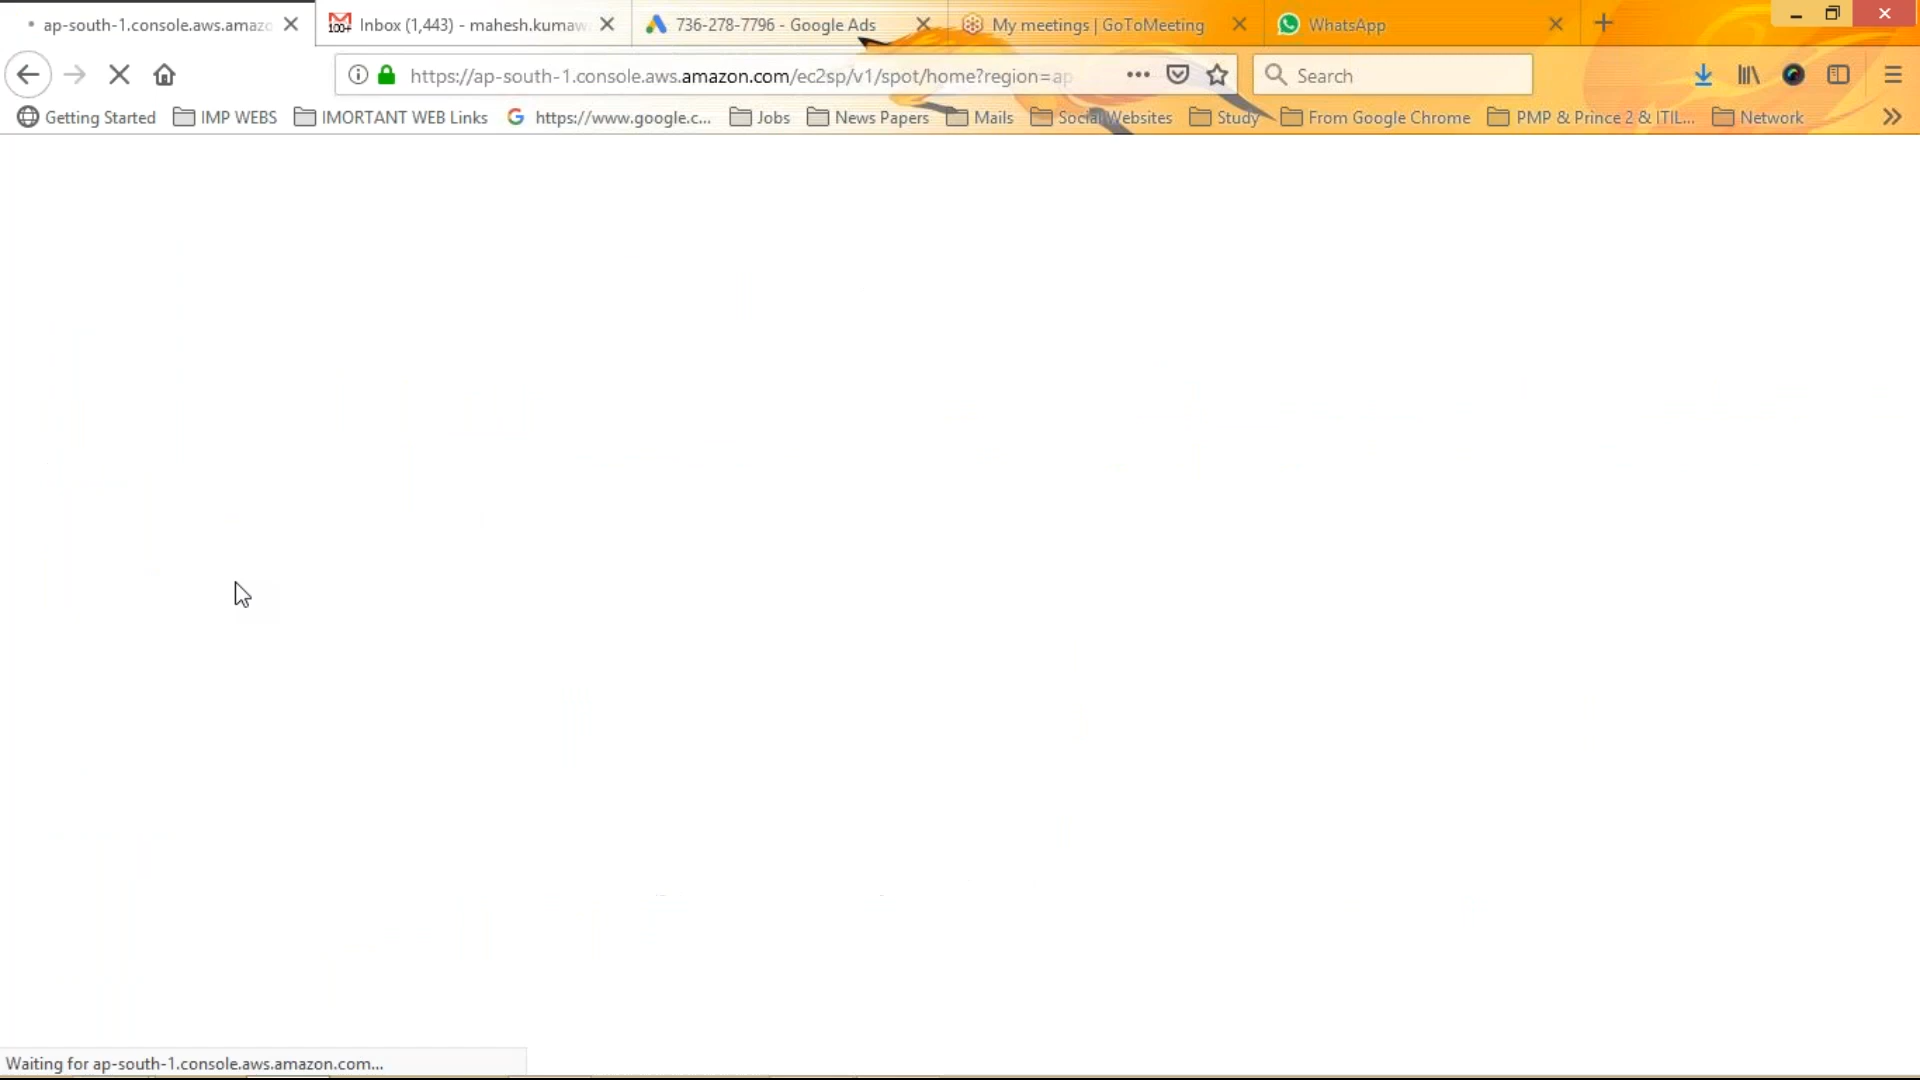 ap-south-1.console.aws.amazo
Inbox (1,443) - mahesh.kumaw
736-278-7796 - Google Ads
My meetings | GoToMeeting
WhatsApp
https://ap-south-1.console.aws.amazon.com/ec2sp/v1/spot/home?region=ap
Search
Getting Started
IMP WEBS
IMORTANT WEB Links
https://www.google.c...
Jobs
News Papers
Mails
Social Websites
Study
From Google Chrome
PMP & Prince 2 & ITIL...
Network
Waiting for ap-south-1.console.aws.amazon.com...